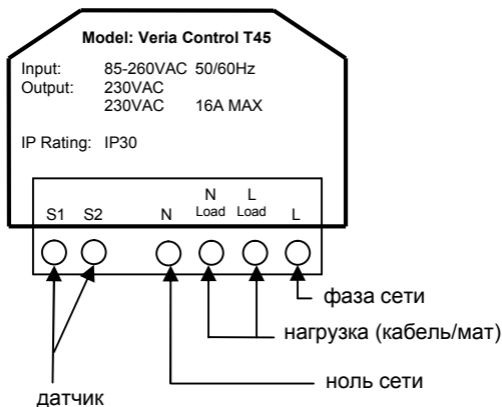 Model: Veria Control T45
Input: 85-260VAC 50/60Hz
Output: 230VAC
230VAC 16A MAX
IP Rating: IP30
N L
S1 S2 N Load Load L
фаза сети
нагрузка (кабель/мат)
ноль сети
датчик